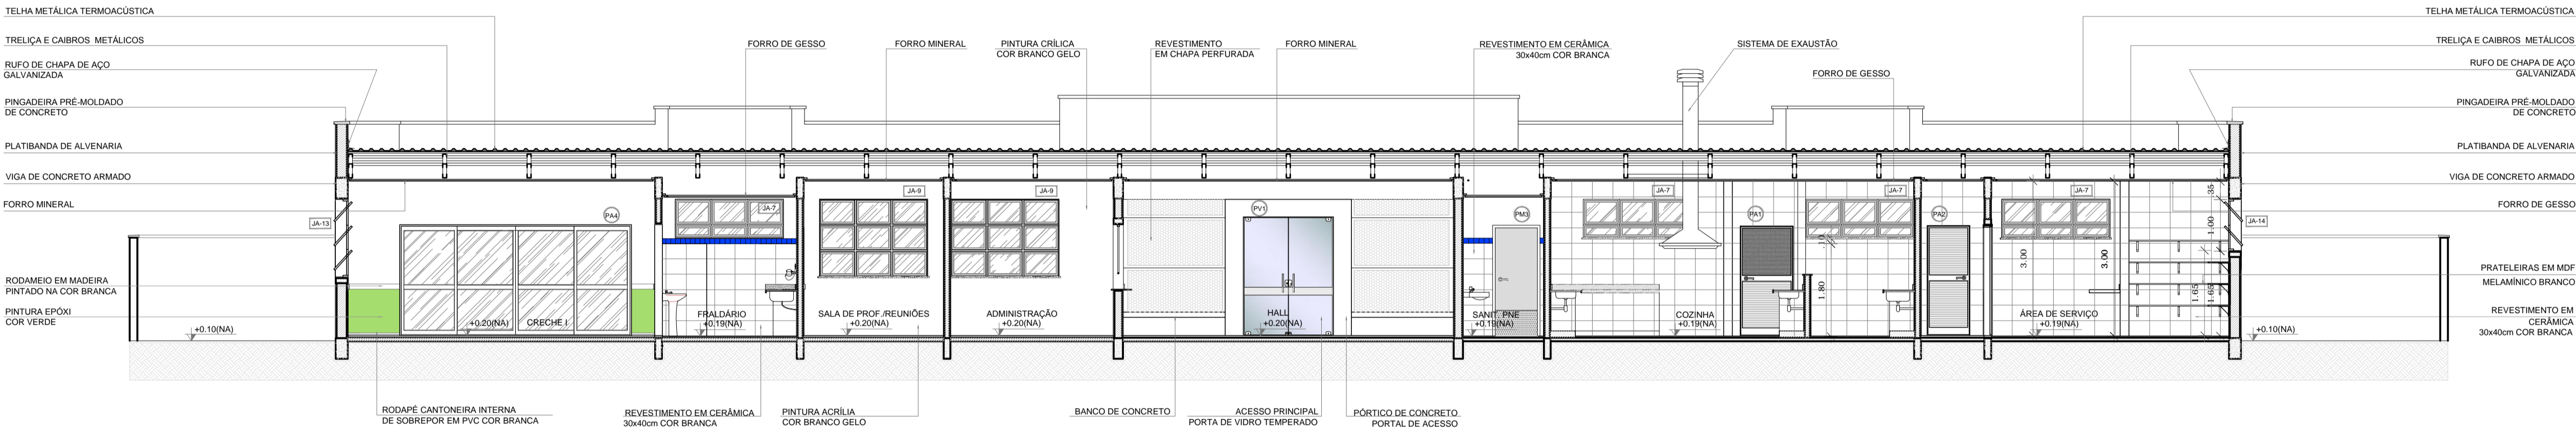 TELHA METÁLICA TERMOACÚSTICA
TRELIÇA E CAIBROS METÁLICOS
RUFO DE CHAPA DE AÇO
GALVANIZADA
PINGADEIRA PRÉ-MOLDADO
DE CONCRETO
PLATIBANDA DE ALVENARIA
VIGA DE CONCRETO ARMADO
FORRO MINERAL
JA-13
RODAMEIO EM MADEIRA
PINTADO NA COR BRANCA
PINTURA EPÓXI
COR VERDE
+0.10(NA)
FORRO DE GESSO
FORRO MINERAL
PINTURA CRÍLICA
COR BRANCO GELO
REVESTIMENTO
EM CHAPA PERFURADA
FORRO MINERAL
REVESTIMENTO EM CERÂMICA
30x40cm COR BRANCA
SISTEMA DE EXAUSTÃO
FORRO DE GESSO
PA4
JA-7
JA-9
JA-9
PV1
PM3
JA-7
PA1
JA-7
PA2
JA-7
+0.20(NA)
CRECHE I
FRALDÁRIO
+0.19(NA)
SALA DE PROF./REUNIÕES
+0.20(NA)
ADMINISTRAÇÃO
+0.20(NA)
HALL
+0.20(NA)
SANIT. PNE
+0.19(NA)
COZINHA
+0.19(NA)
.10
1.80
ÁREA DE SERVIÇO
+0.19(NA)
3.00
3.00
.35
1.00
1.65
1.65
RODAPÉ CANTONEIRA INTERNA
DE SOBREPOR EM PVC COR BRANCA
REVESTIMENTO EM CERÂMICA
30x40cm COR BRANCA
PINTURA ACRÍLIA
COR BRANCO GELO
BANCO DE CONCRETO
ACESSO PRINCIPAL
PORTA DE VIDRO TEMPERADO
PÓRTICO DE CONCRETO
PORTAL DE ACESSO
TELHA METÁLICA TERMOACÚSTICA
TRELIÇA E CAIBROS METÁLICOS
RUFO DE CHAPA DE AÇO
GALVANIZADA
PINGADEIRA PRÉ-MOLDADO
DE CONCRETO
PLATIBANDA DE ALVENARIA
VIGA DE CONCRETO ARMADO
FORRO DE GESSO
JA-14
PRATELEIRAS EM MDF
MELAMÍNICO BRANCO
REVESTIMENTO EM
CERÂMICA
30x40cm COR BRANCA
+0.10(NA)